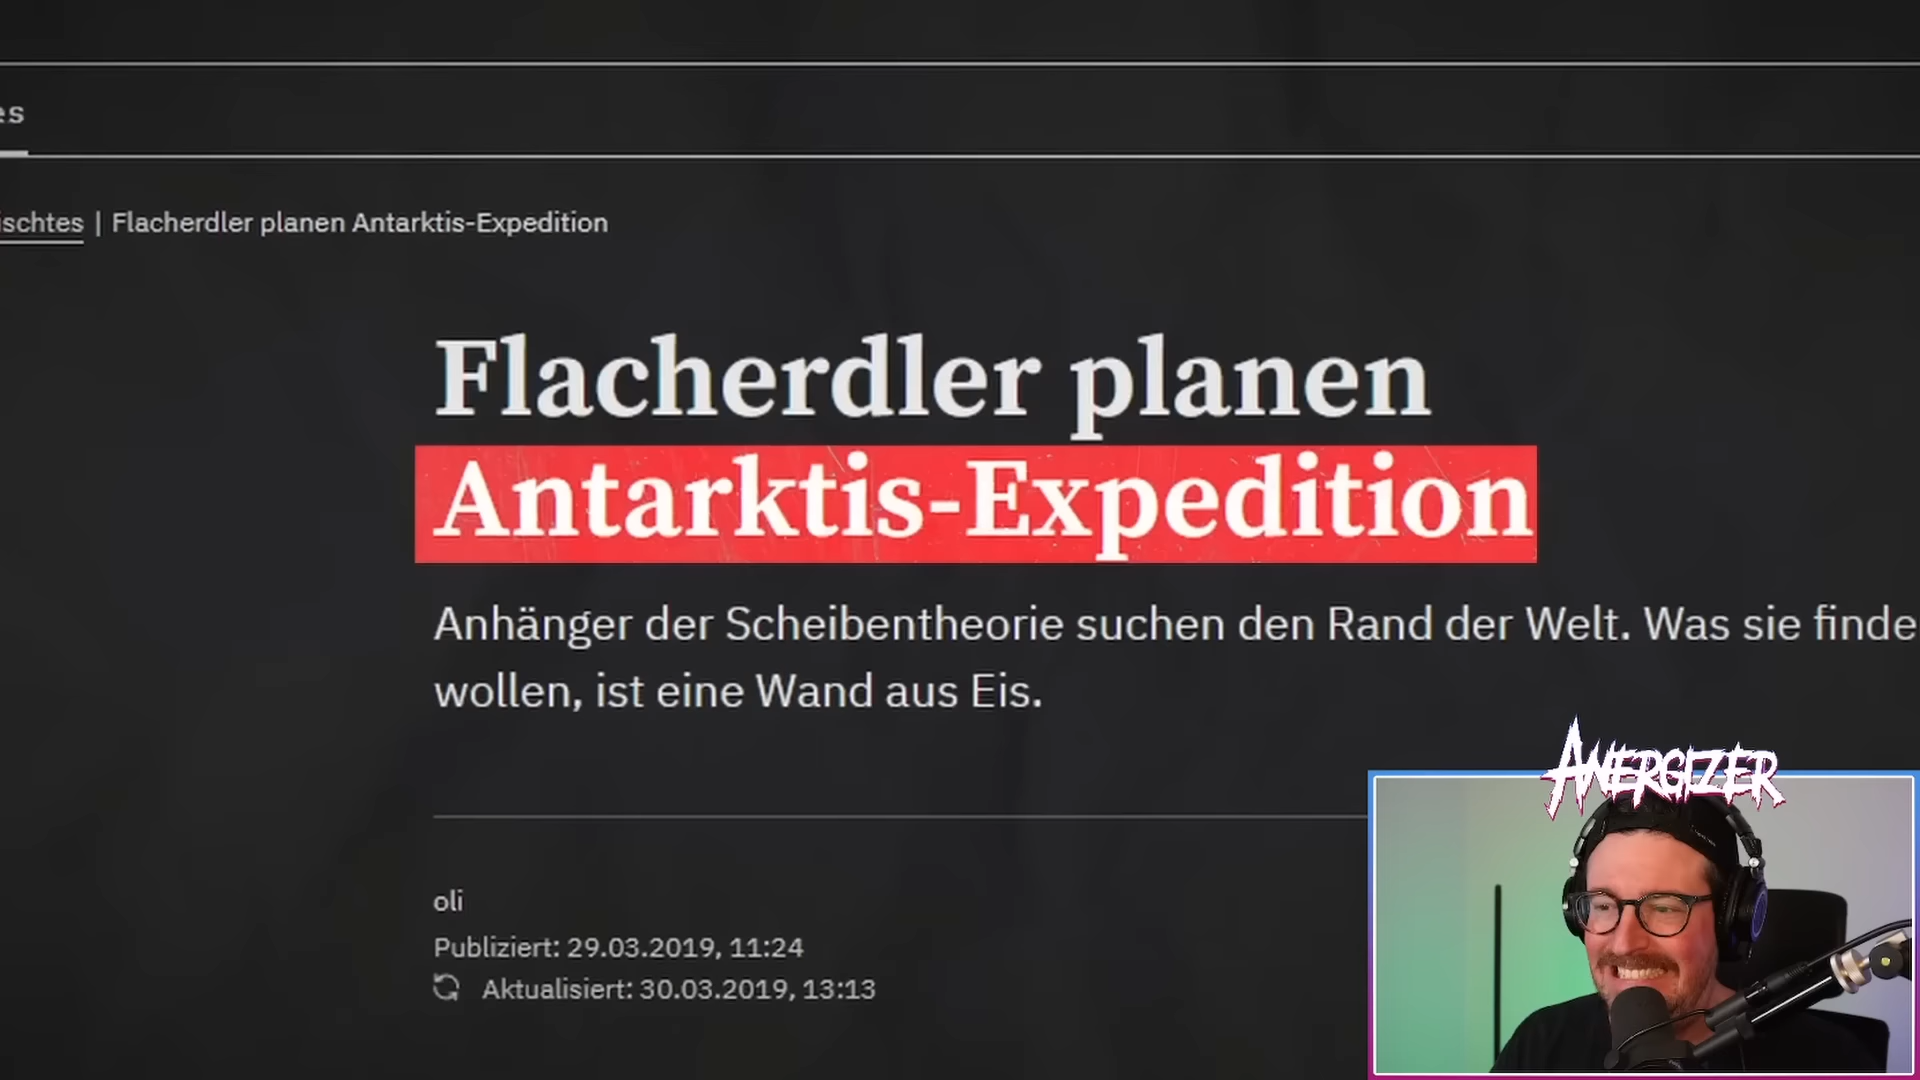 es
ischtes | Flacherdler planen Antarktis-Expedition
Flacherdler planen
Antarktis-Expedition
Anhänger der Scheibentheorie suchen den Rand der Welt. Was sie finde
wollen, ist eine Wand aus Eis.
AWERGIZER
oli
Publiziert: 29.03.2019, 11:24
Aktualisiert: 30.03.2019, 13:13